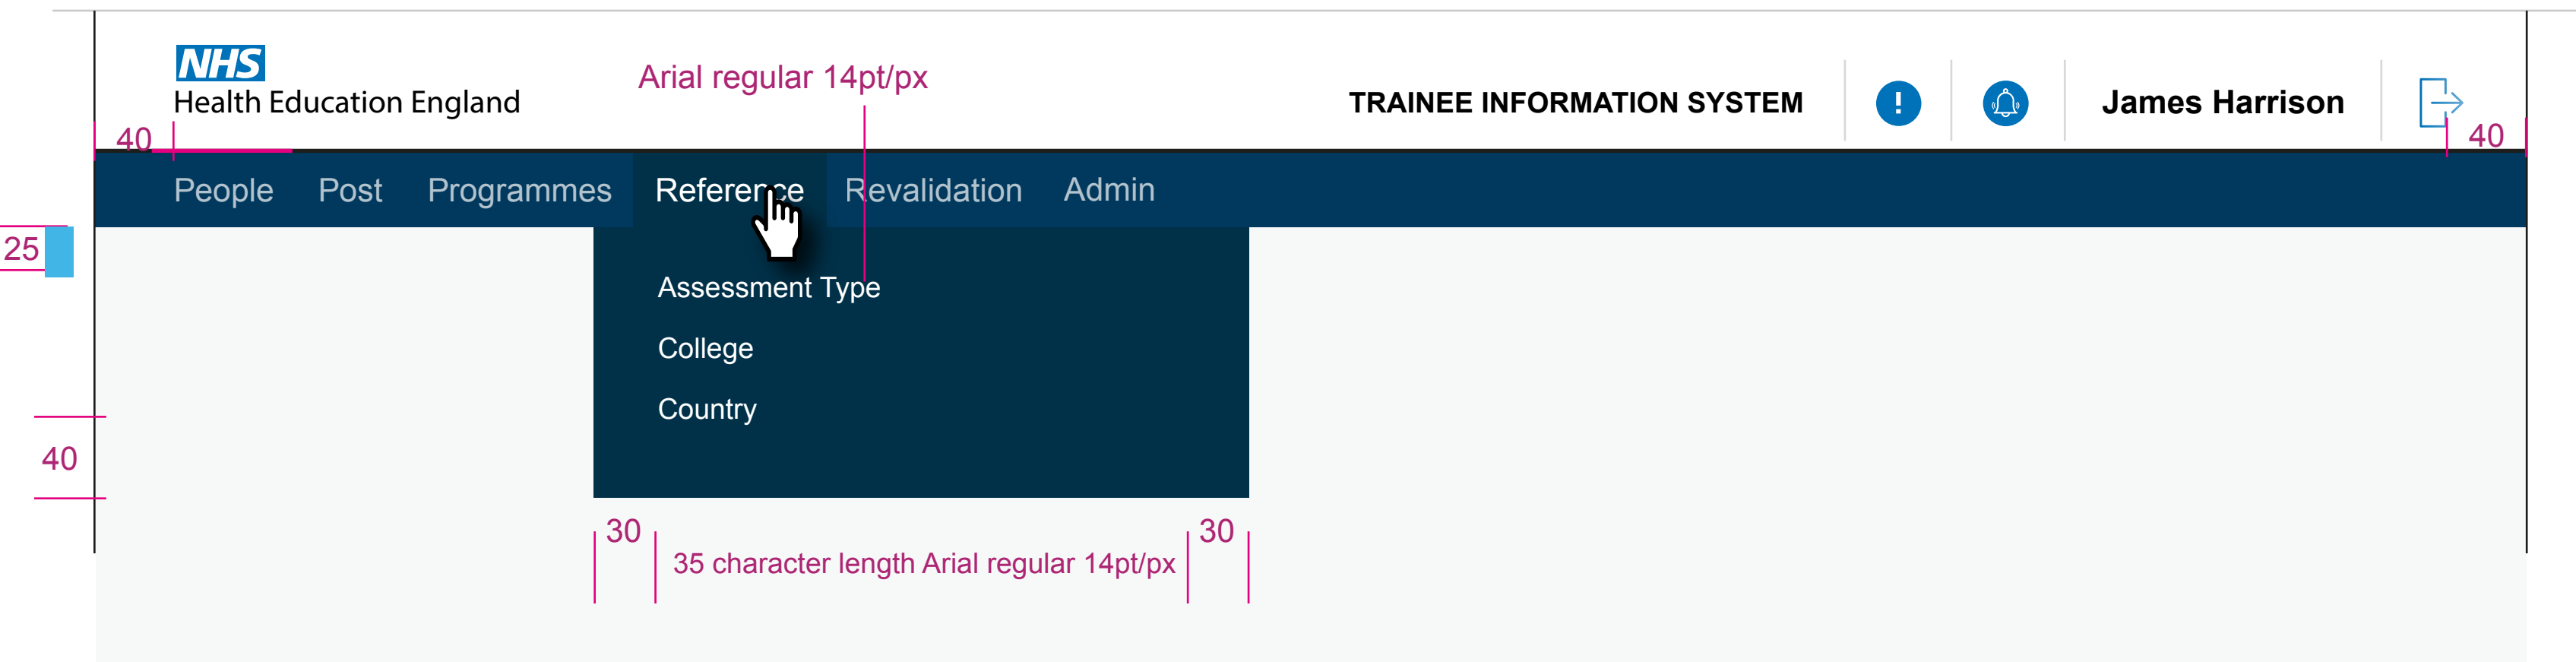 NHS
Health Education England
Arial regular 14pt/px
TRAINEE INFORMATION SYSTEM
!
James Harrison
40
40
People Post Programmes Reference Revalidation Admin
25
Assessment Type
College
Country
40
30
30
35 character length Arial regular 14pt/px